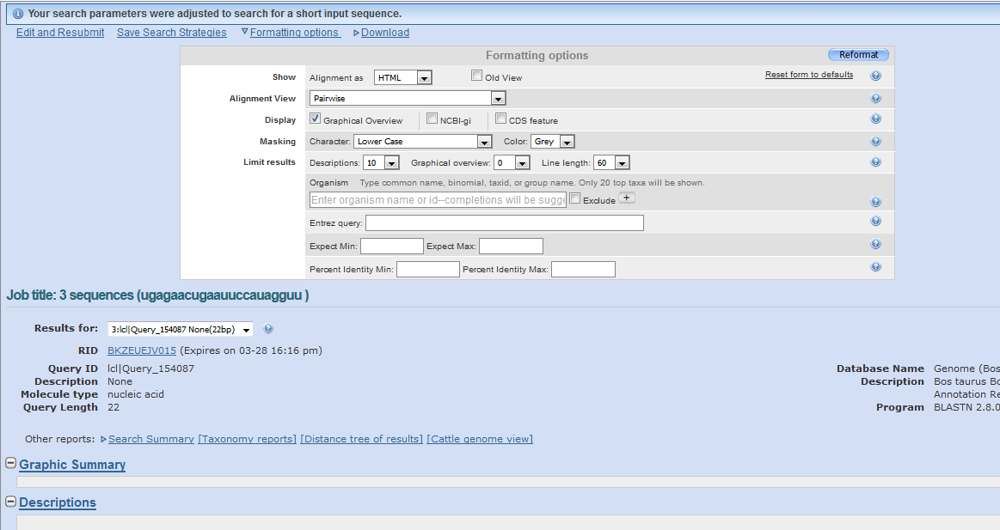 Your search parameters were adjusted to search for a short input sequence.
Edit and Resubmit Save Search Strategies Formatting options Download
Formatting options Reformat
Show Alignment as HTML Old View Reset form to defaults
Alignment View Pairwise
Display Graphical Overview NCBI-gi CDS feature
Masking Character: Lower Case Color: Grey
Limit results Descriptions: 10 Graphical overview: 0 Line length: 60
Organism Type common name, binomial, taxid, or group name. Only 20 top taxa will be shown.
Enter organism name or id--completions will be sugge Exclude +
Entrez query:
Expect Min: Expect Max:
Percent Identity Min: Percent Identity Max:
Job title: 3 sequences (ugagaacugaauuccauagguu )
Results for: 3:lcl|Query_154087 None(22bp)
RID BKZEUEJV015 (Expires on 03-28 16:16 pm)
Query ID lcl|Query_154087 Database Name Genome (Bos
Description None Description Bos taurus Bo
Molecule type nucleic acid Annotation Re
Query Length 22 Program BLASTN 2.8.0
Other reports: Search Summary [Taxonomy reports] [Distance tree of results] [Cattle genome view]
Graphic Summary
Descriptions